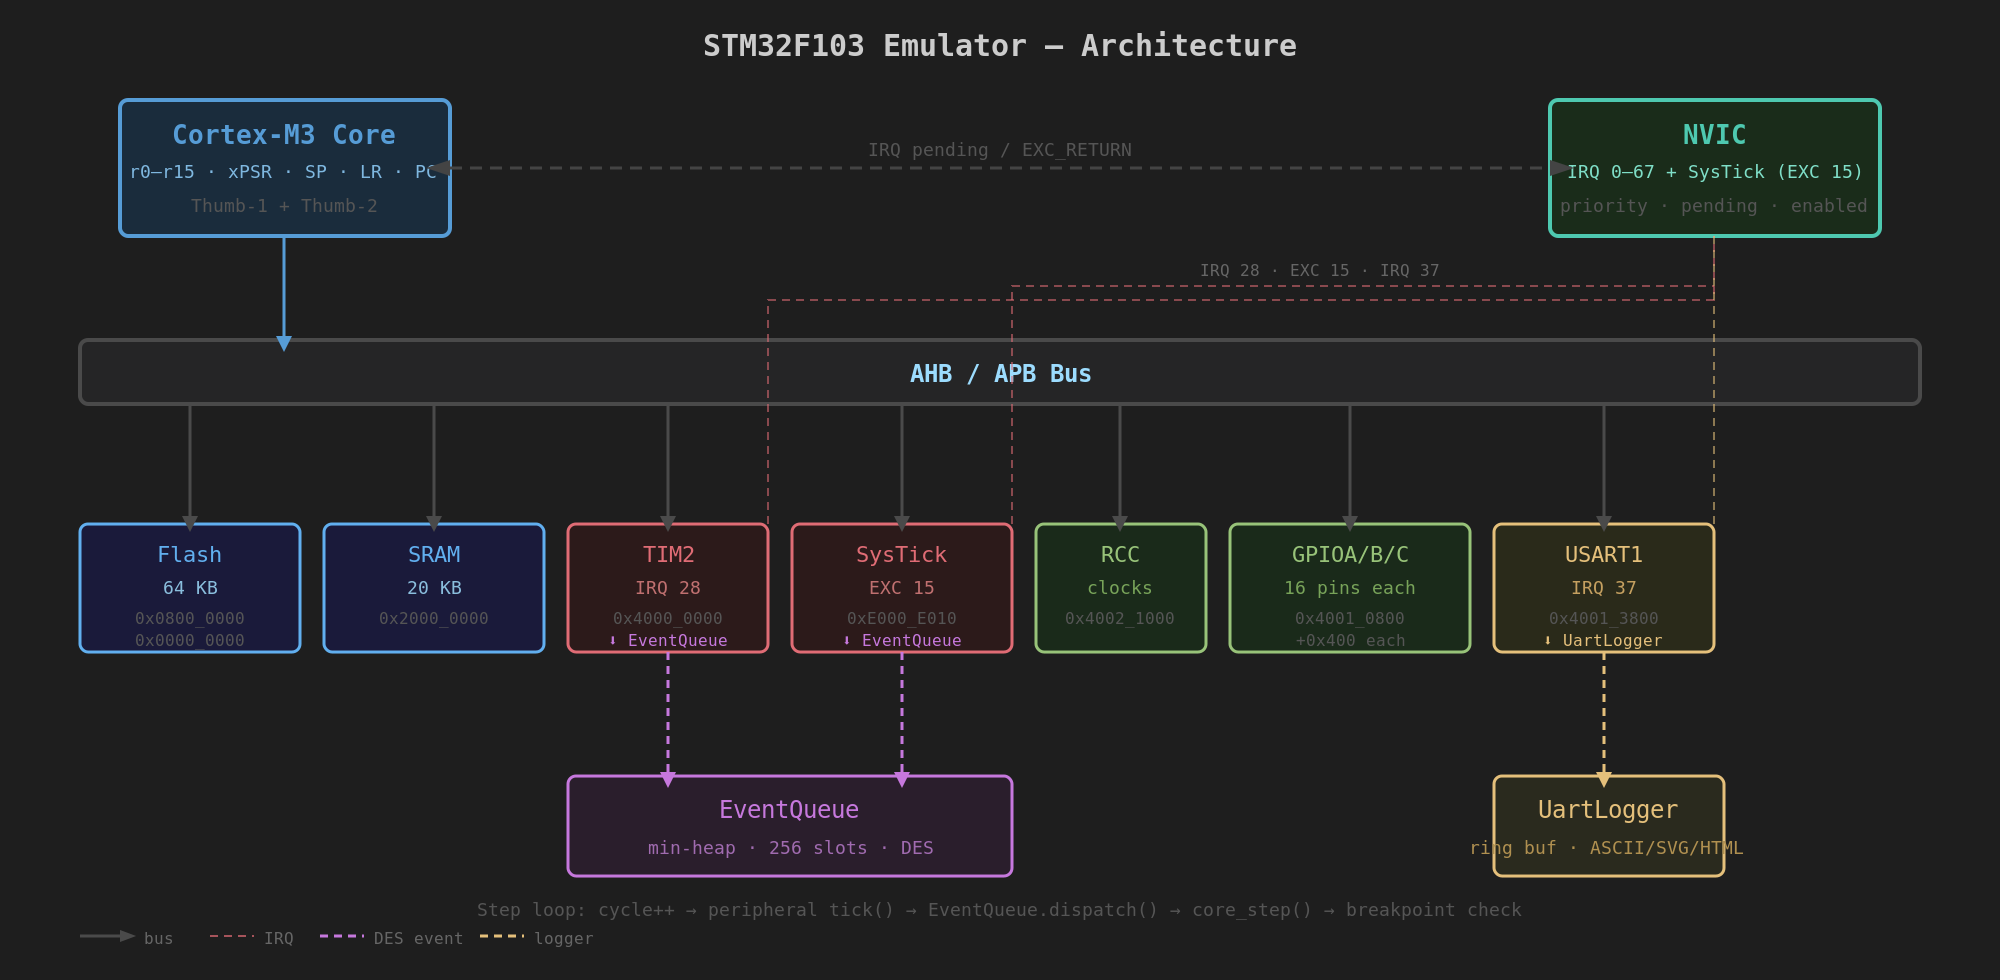 STM32F103 Emulator — Architecture
Cortex-M3 Core
r0–r15 · xPSR · SP · LR · PC
Thumb-1 + Thumb-2
IRQ pending / EXC_RETURN
NVIC
IRQ 0–67 + SysTick (EXC 15)
priority · pending · enabled
IRQ 28 · EXC 15 · IRQ 37
AHB / APB Bus
Flash
64 KB
0x0800_0000
0x0000_0000
SRAM
20 KB
0x2000_0000
TIM2
IRQ 28
0x4000_0000
⬇ EventQueue
SysTick
EXC 15
0xE000_E010
⬇ EventQueue
RCC
clocks
0x4002_1000
GPIOA/B/C
16 pins each
0x4001_0800
+0x400 each
USART1
IRQ 37
0x4001_3800
⬇ UartLogger
EventQueue
min-heap · 256 slots · DES
UartLogger
ring buf · ASCII/SVG/HTML
Step loop: cycle++ → peripheral tick() → EventQueue.dispatch() → core_step() → breakpoint check
bus
IRQ
DES event
logger